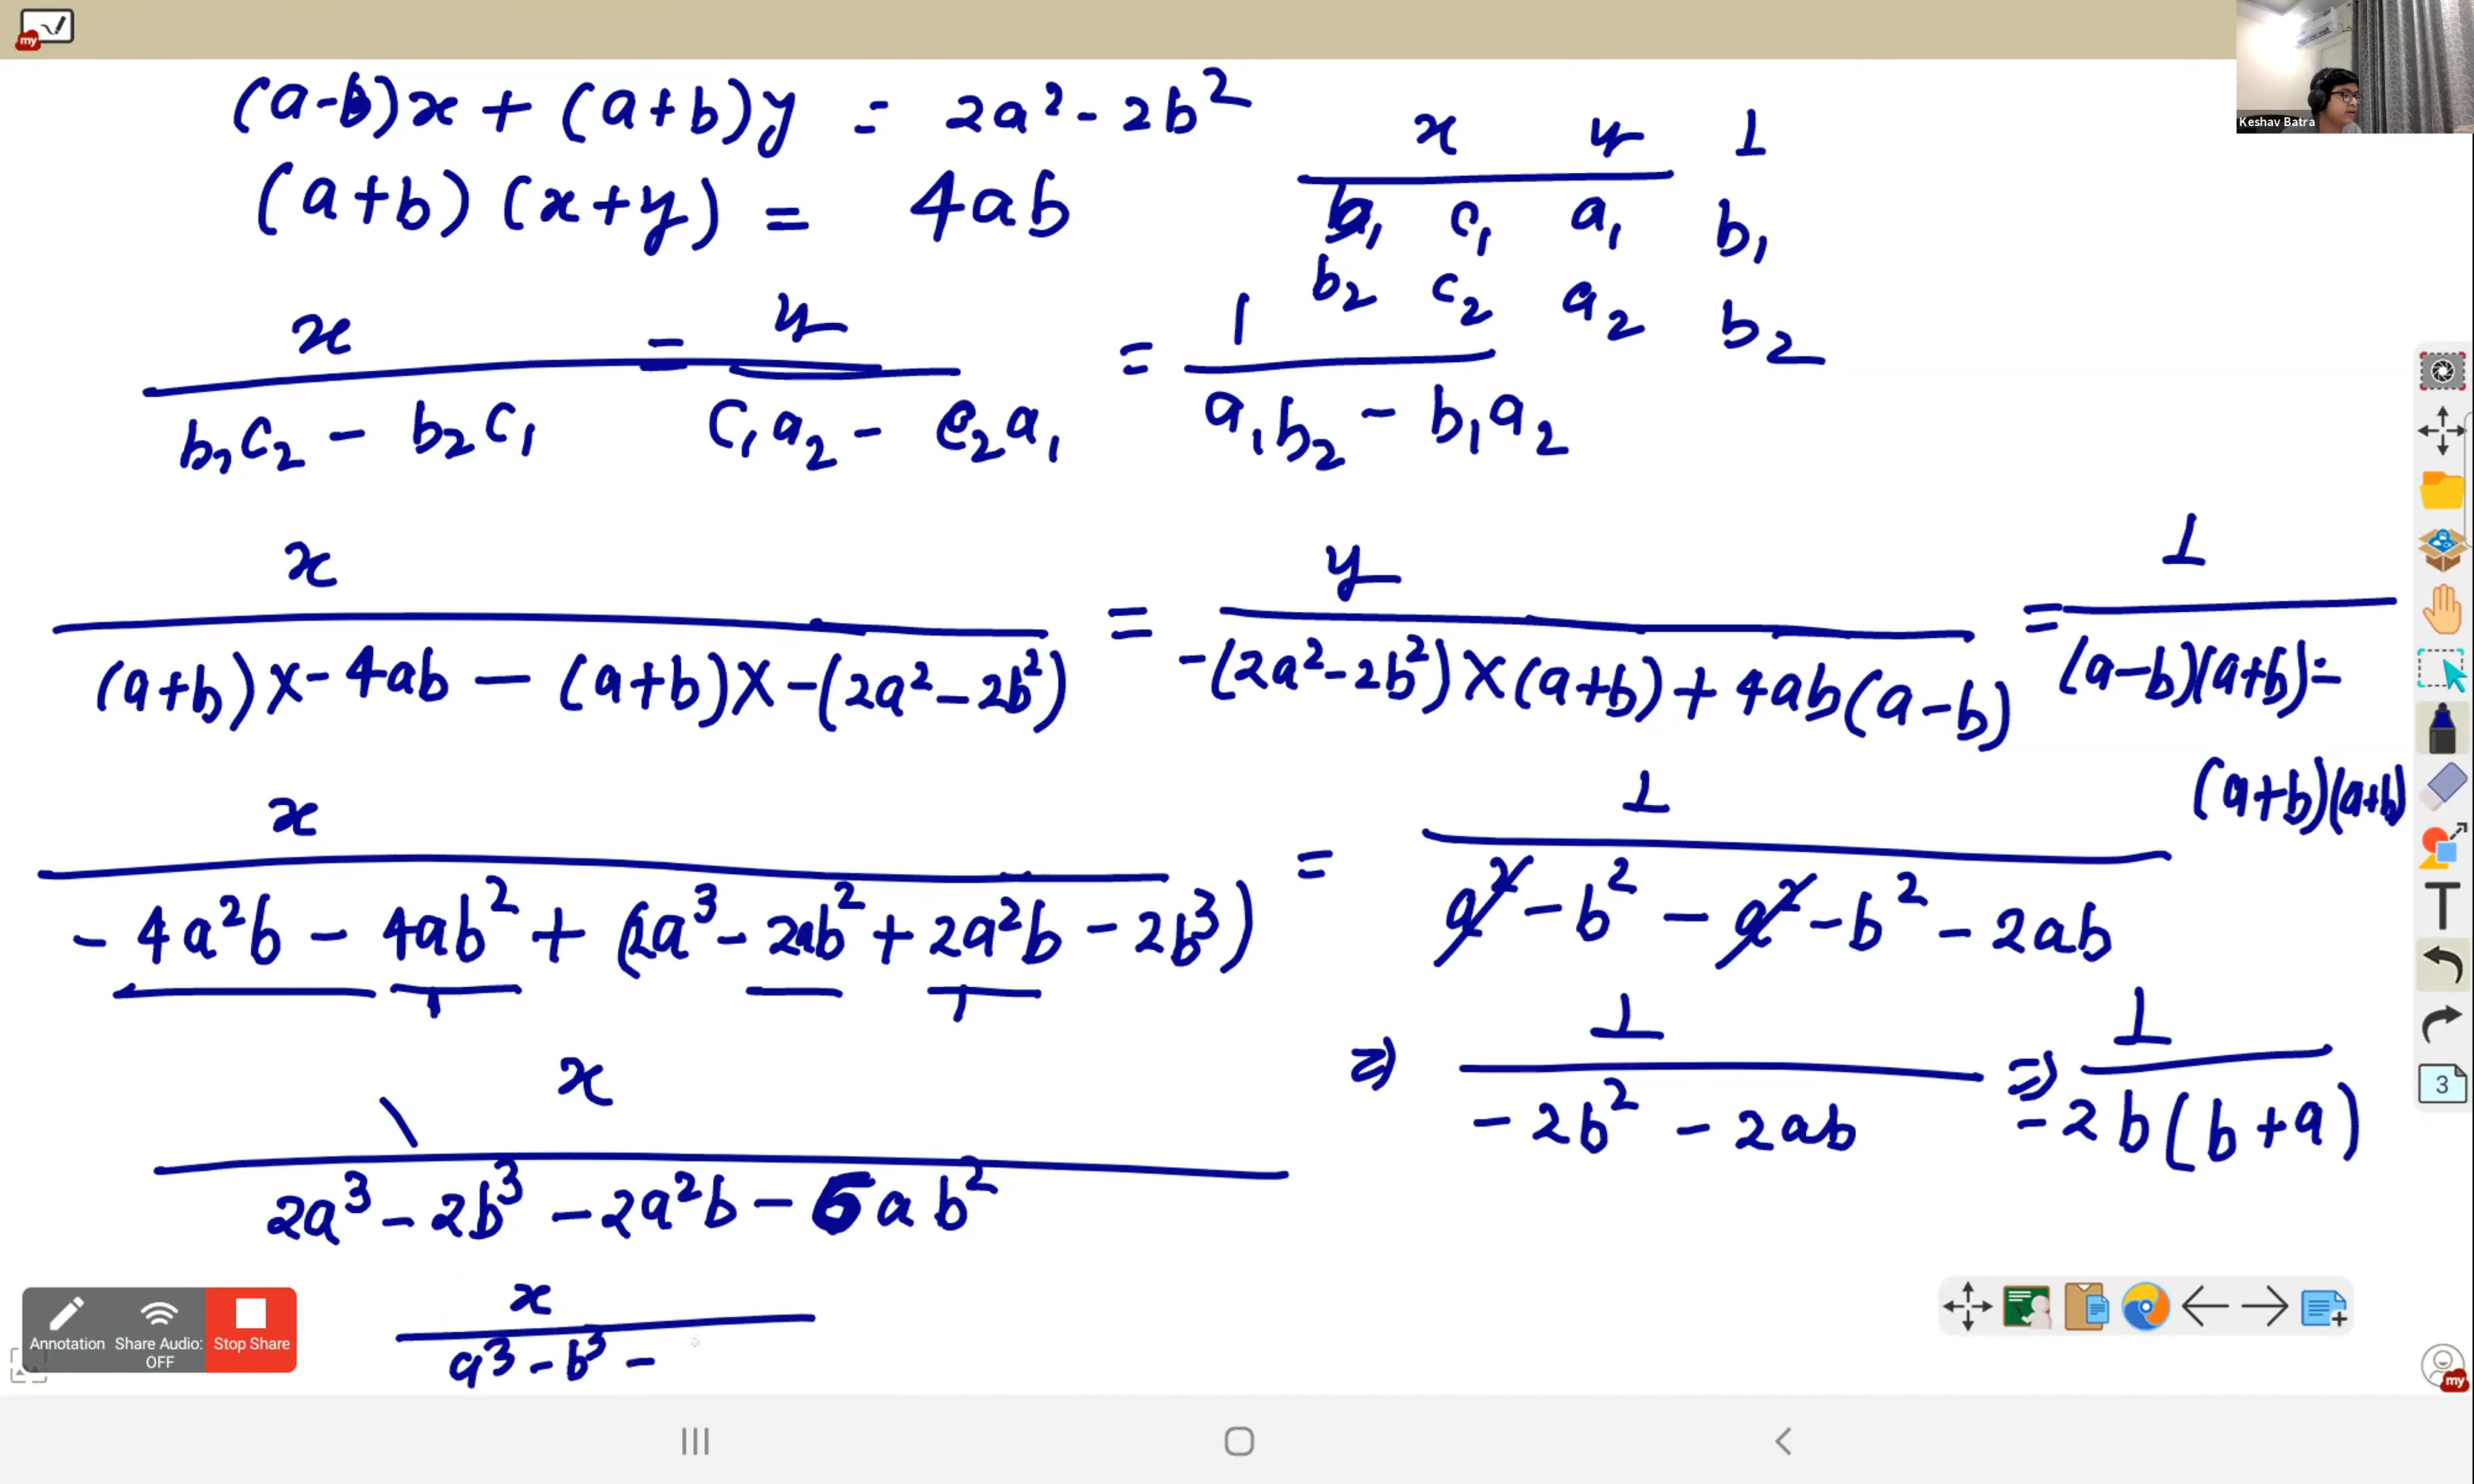 my
Keshav Batra
(a-b)x + (a+b)y = 2a² - 2b²
(a+b)(x+y) = 4ab
x y 1
b₁ c₁ a₁ b₁
b₂ c₂ a₂ b₂
x/(b₁c₂ - b₂c₁) = y/(c₁a₂ - c₂a₁) = 1/(a₁b₂ - b₁a₂)
x/((a+b)×-4ab - (a+b)×-(2a²-2b²)) = y/(-(2a²-2b²)×(a+b)+4ab(a-b)) = 1/((a-b)(a+b)-
(a+b)(a+b)
x/(-4a²b - 4ab² + (2a³ - 2ab² + 2a²b - 2b³)) = 1/(a² - b² - a² - b² - 2ab)
⇒ 1/(-2b² - 2ab) ⇒ 1/(-2b(b+a))
x/(2a³ - 2b³ - 2a²b - 6ab²)
x/(a³ - b³ -
T
3
Annotation
Share Audio: OFF
Stop Share
my